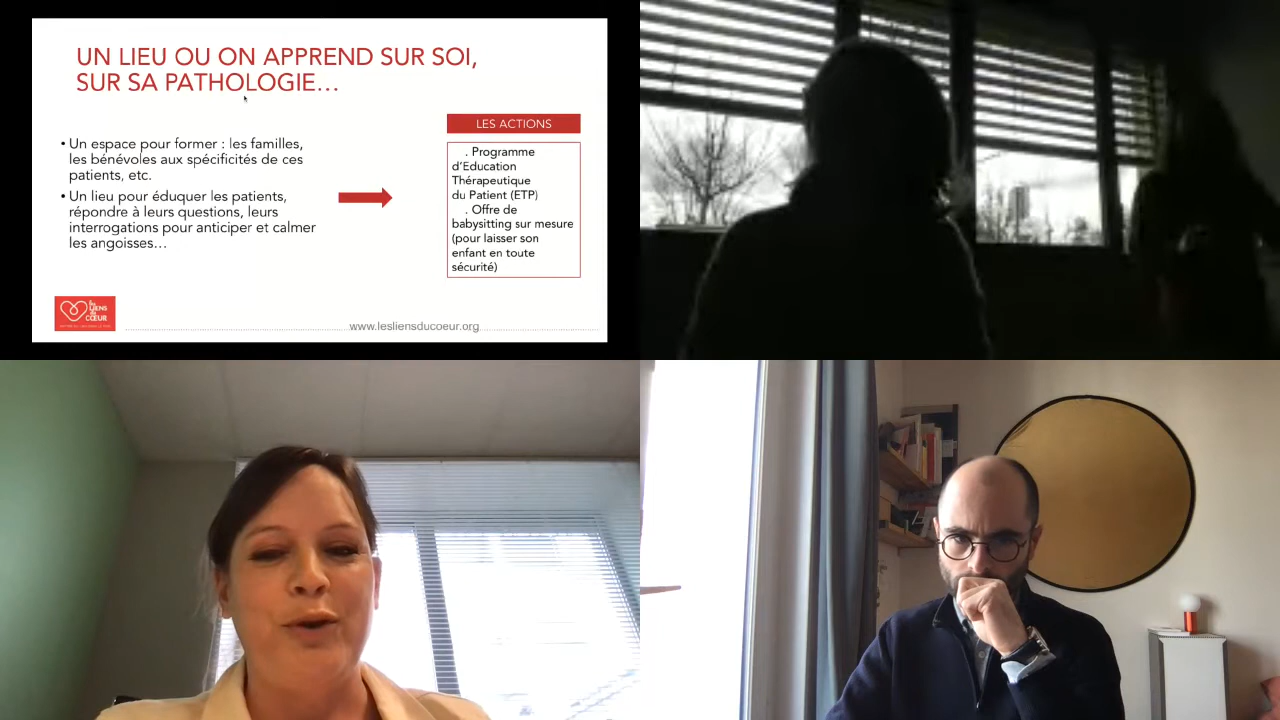 UN LIEU OU ON APPREND SUR SOI,
SUR SA PATHOLOGIE…
• Un espace pour former : les familles,
les bénévoles aux spécificités de ces
patients, etc.
• Un lieu pour éduquer les patients,
répondre à leurs questions, leurs
interrogations pour anticiper et calmer
les angoisses…
LES ACTIONS
. Programme
d’Education
Thérapeutique
du Patient (ETP)
. Offre de
babysitting sur mesure
(pour laisser son
enfant en toute
sécurité)
LIENS
CŒUR
www.lesliensducoeur.org